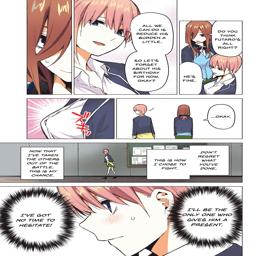 DO YOU
THINK
FUTARO'S
ALL
RIGHT?
HE'S
FINE.
ALL WE
CAN DO IS
REDUCE HIS
BURDEN A
LITTLE.
SO LET'S
FORGET
ABOUT HIS
BIRTHDAY
FOR NOW,
OKAY?
...OKAY.
DON'T
REGRET
WHAT
YOU'VE
DONE.
THIS IS
HOW I
CHOSE TO
FIGHT.
NOW THAT
I'VE TAKEN
THE OTHERS
OUT OF THE
BATTLE,
THIS IS MY
CHANCE.
I'LL BE THE
ONLY ONE
WHO GIVES
HIM A
PRESENT.
I'VE GOT
NO TIME TO
HESITATE!